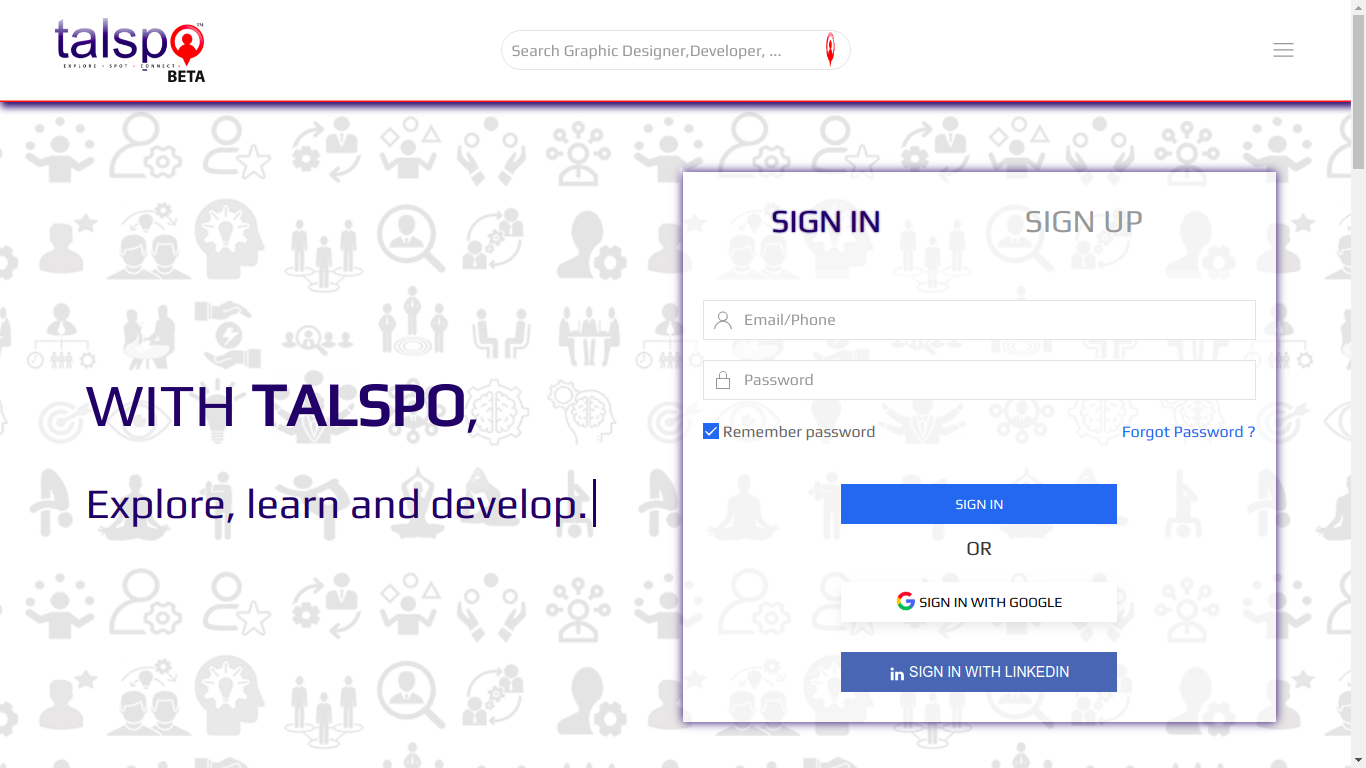 talspo™
EXPLORE - SPOT - CONNECT
BETA
Search Graphic Designer,Developer, ...
SIGN IN
SIGN UP
WITH TALSPO,
Explore, learn and develop.
Email/Phone
Password
Remember password
Forgot Password ?
SIGN IN
OR
SIGN IN WITH GOOGLE
in SIGN IN WITH LINKEDIN